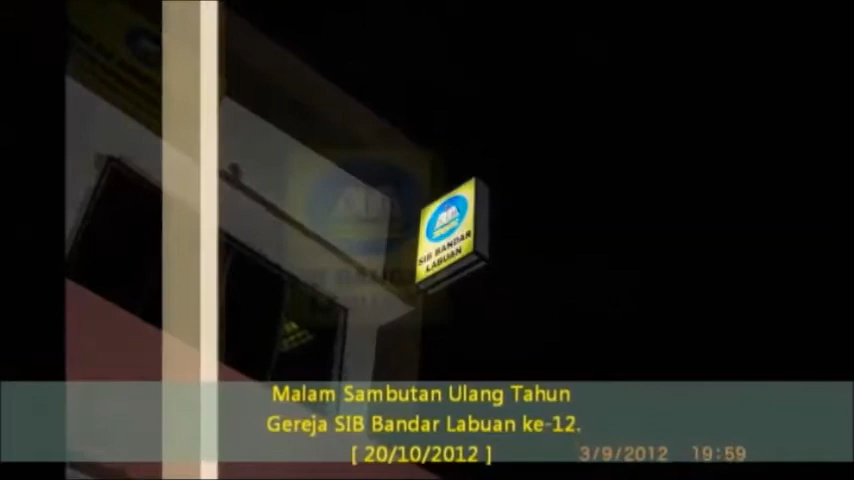 SIB BANDAR
LABUAN
Malam Sambutan Ulang Tahun
Gereja SIB Bandar Labuan ke-12.
[ 20/10/2012 ]
3/9/2012 19:59